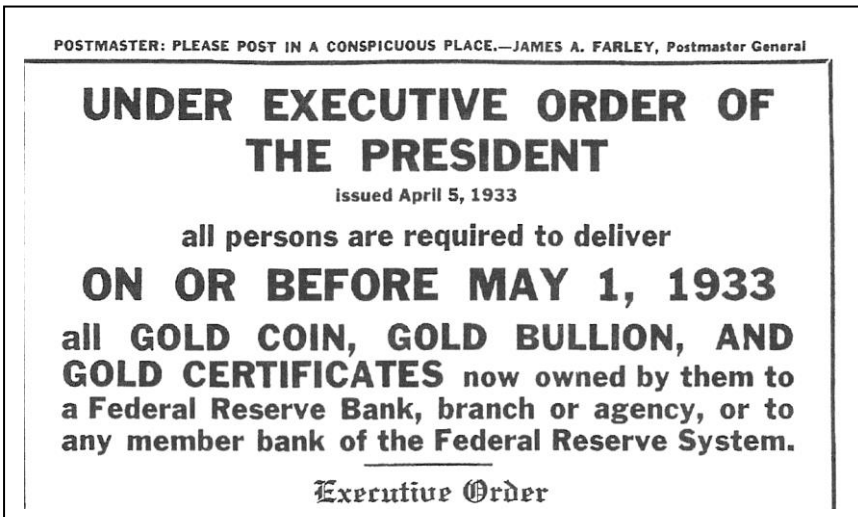 POSTMASTER: PLEASE POST IN A CONSPICUOUS PLACE.—JAMES A. FARLEY, Postmaster General
UNDER EXECUTIVE ORDER OF
THE PRESIDENT
issued April 5, 1933
all persons are required to deliver
ON OR BEFORE MAY 1, 1933
all GOLD COIN, GOLD BULLION, AND
GOLD CERTIFICATES now owned by them to
a Federal Reserve Bank, branch or agency, or to
any member bank of the Federal Reserve System.
Executive Order